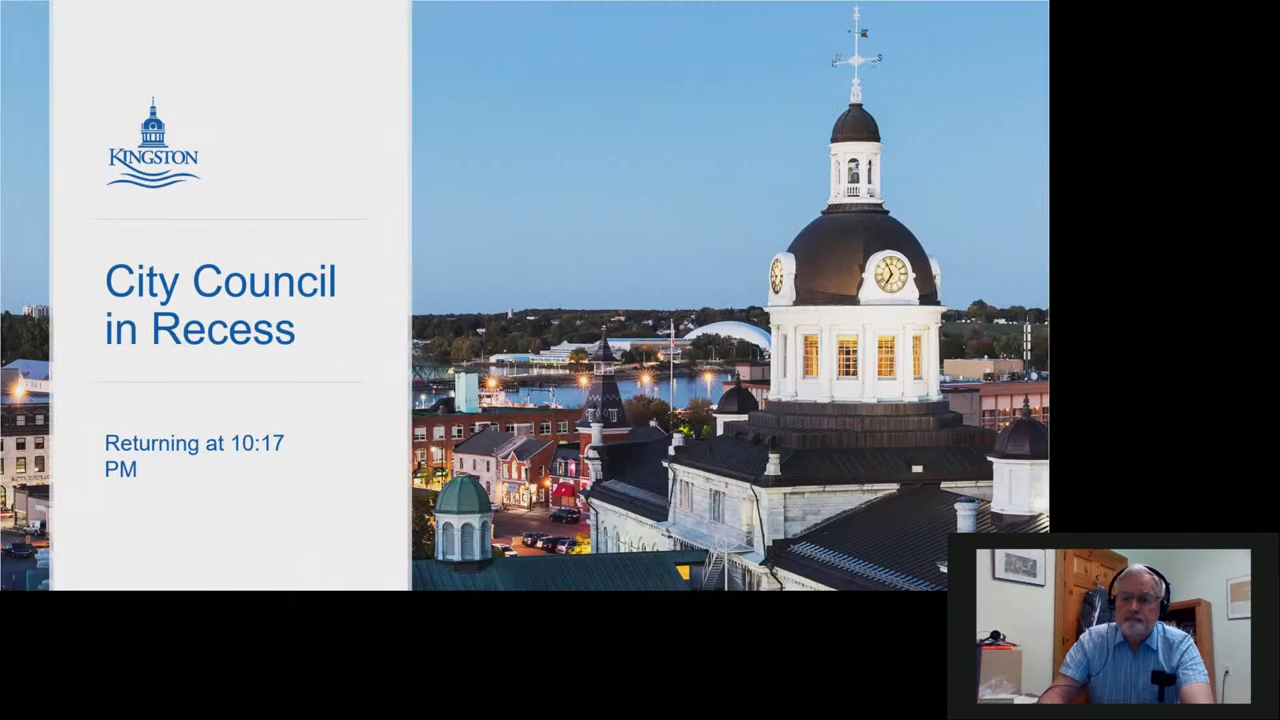 KINGSTON
City Council
in Recess
Returning at 10:17
PM